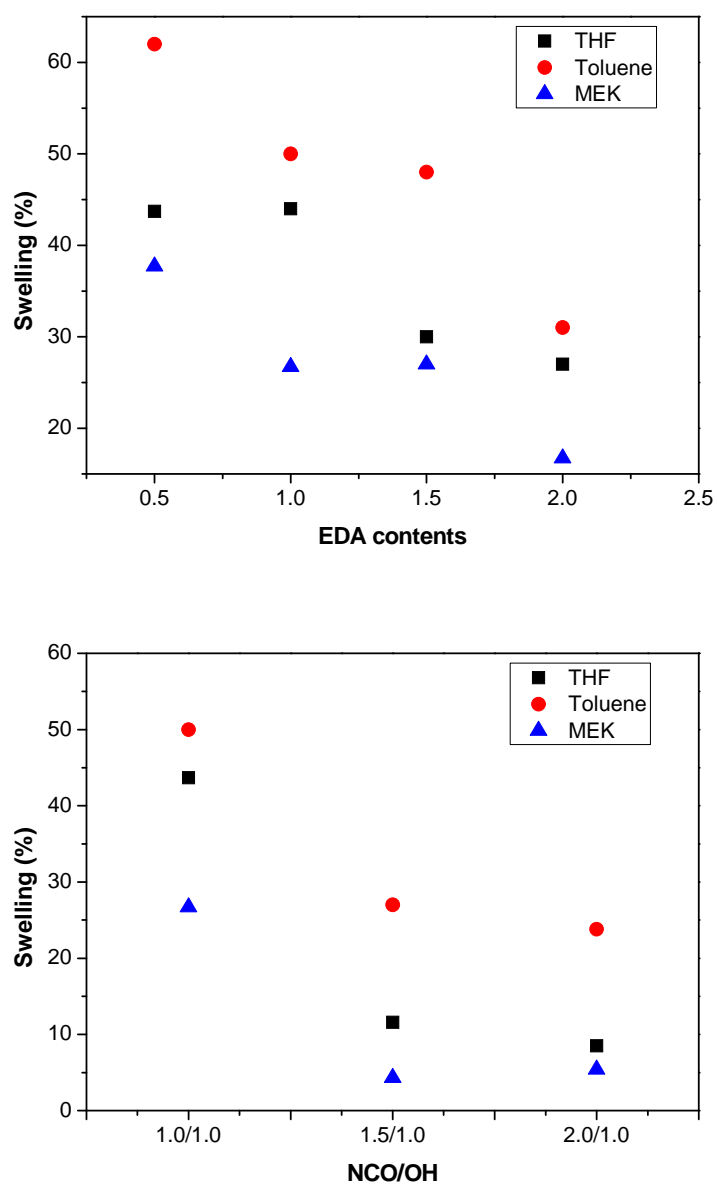 60
50
40
30
20
Swelling (%)
THF
Toluene
MEK
0.5 1.0 1.5 2.0 2.5
EDA contents
60
50
40
30
20
10
0
Swelling (%)
THF
Toluene
MEK
1.0/1.0 1.5/1.0 2.0/1.0
NCO/OH